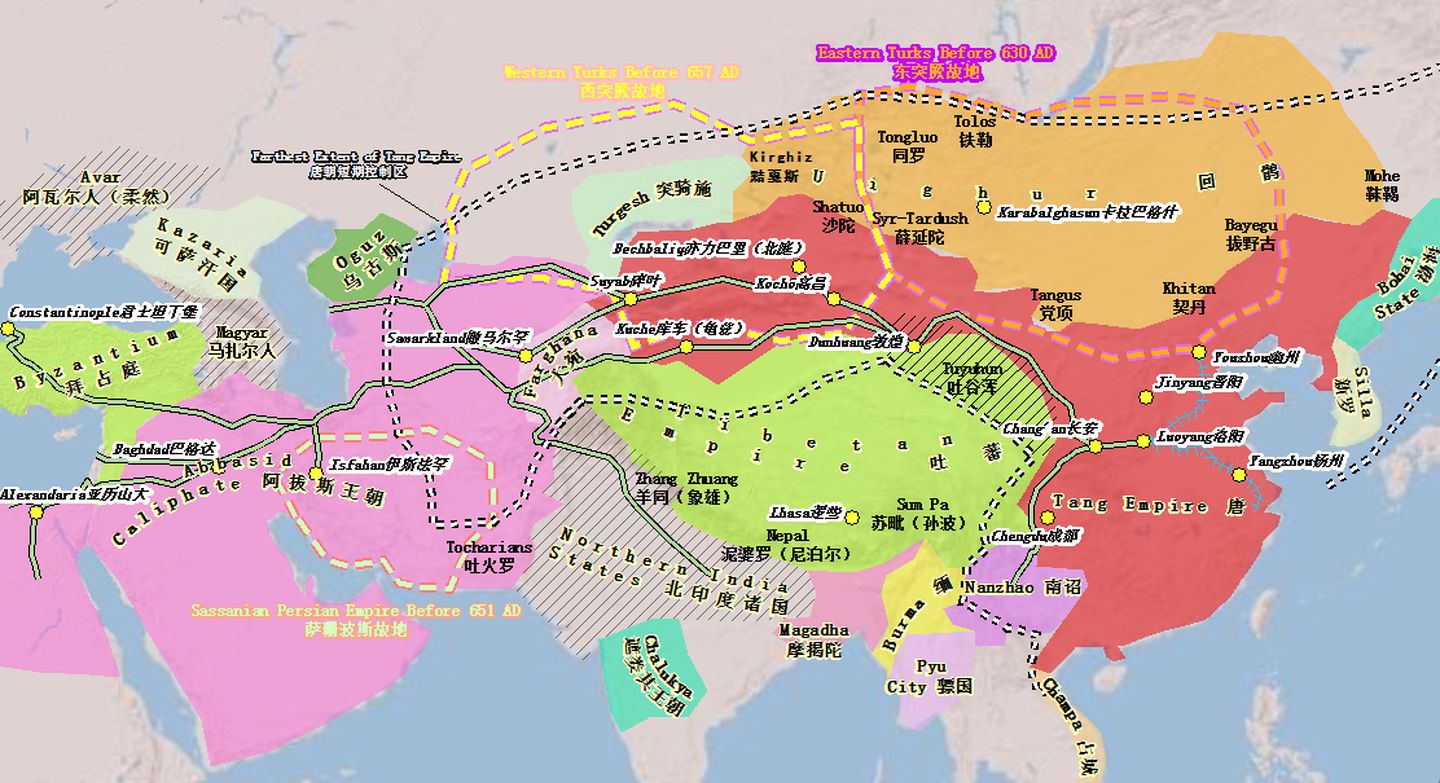 Eastern Turks Before 630 AD
东突厥故地
Western Turks Before 657 AD
西突厥故地
Farthest Extent of Tang Empire
唐朝短期控制区
Avar
阿瓦尔人（柔然）
Kazaria
可萨汗国
Oguz
乌古斯
Turgesh 突骑施
Kirghiz
黠戛斯
Uighur 回鹘
Tongluo
同罗
Tolos
铁勒
Mohe
靺鞨
Shatuo
沙陀
Syr-Tardush
薛延陀
Karabalghasun卡拉巴格什
Bayegu
拔野古
Bohai
State 渤海
Bechbaliq亦力巴里（北庭）
Suyab碎叶
Kocho高昌
Tangus
党项
Khitan
契丹
Constantinople君士坦丁堡
Magyar
马扎尔人
Samarkland撒马尔罕
Kuche库车（龟兹）
Dunhuang敦煌
Youzhou幽州
Byzantium
拜占庭
Farghana
大宛
Tuyuhun
吐谷浑
Jinyang晋阳
Silla
新罗
Tibetan
Empire 吐蕃
Chang'an长安
Luoyang洛阳
Baghdad巴格达
Abbasid
Caliphate 阿拔斯王朝
Isfahan伊斯法罕
Yangzhou扬州
Alexandaria亚历山大
Zhang Zhuang
羊同（象雄）
Lhasa逻些
Sum Pa
苏毗（孙波）
Tang Empire 唐
Chengdu成都
Nepal
泥婆罗（尼泊尔）
Tocharians
吐火罗
Northern India
States 北印度诸国
Nanzhao 南诏
Burma 缅
Sassanian Persian Empire Before 651 AD
萨珊波斯故地
Magadha
摩揭陀
Chalukya
遮娄其王朝
Pyu
City 骠国
Champa 占城